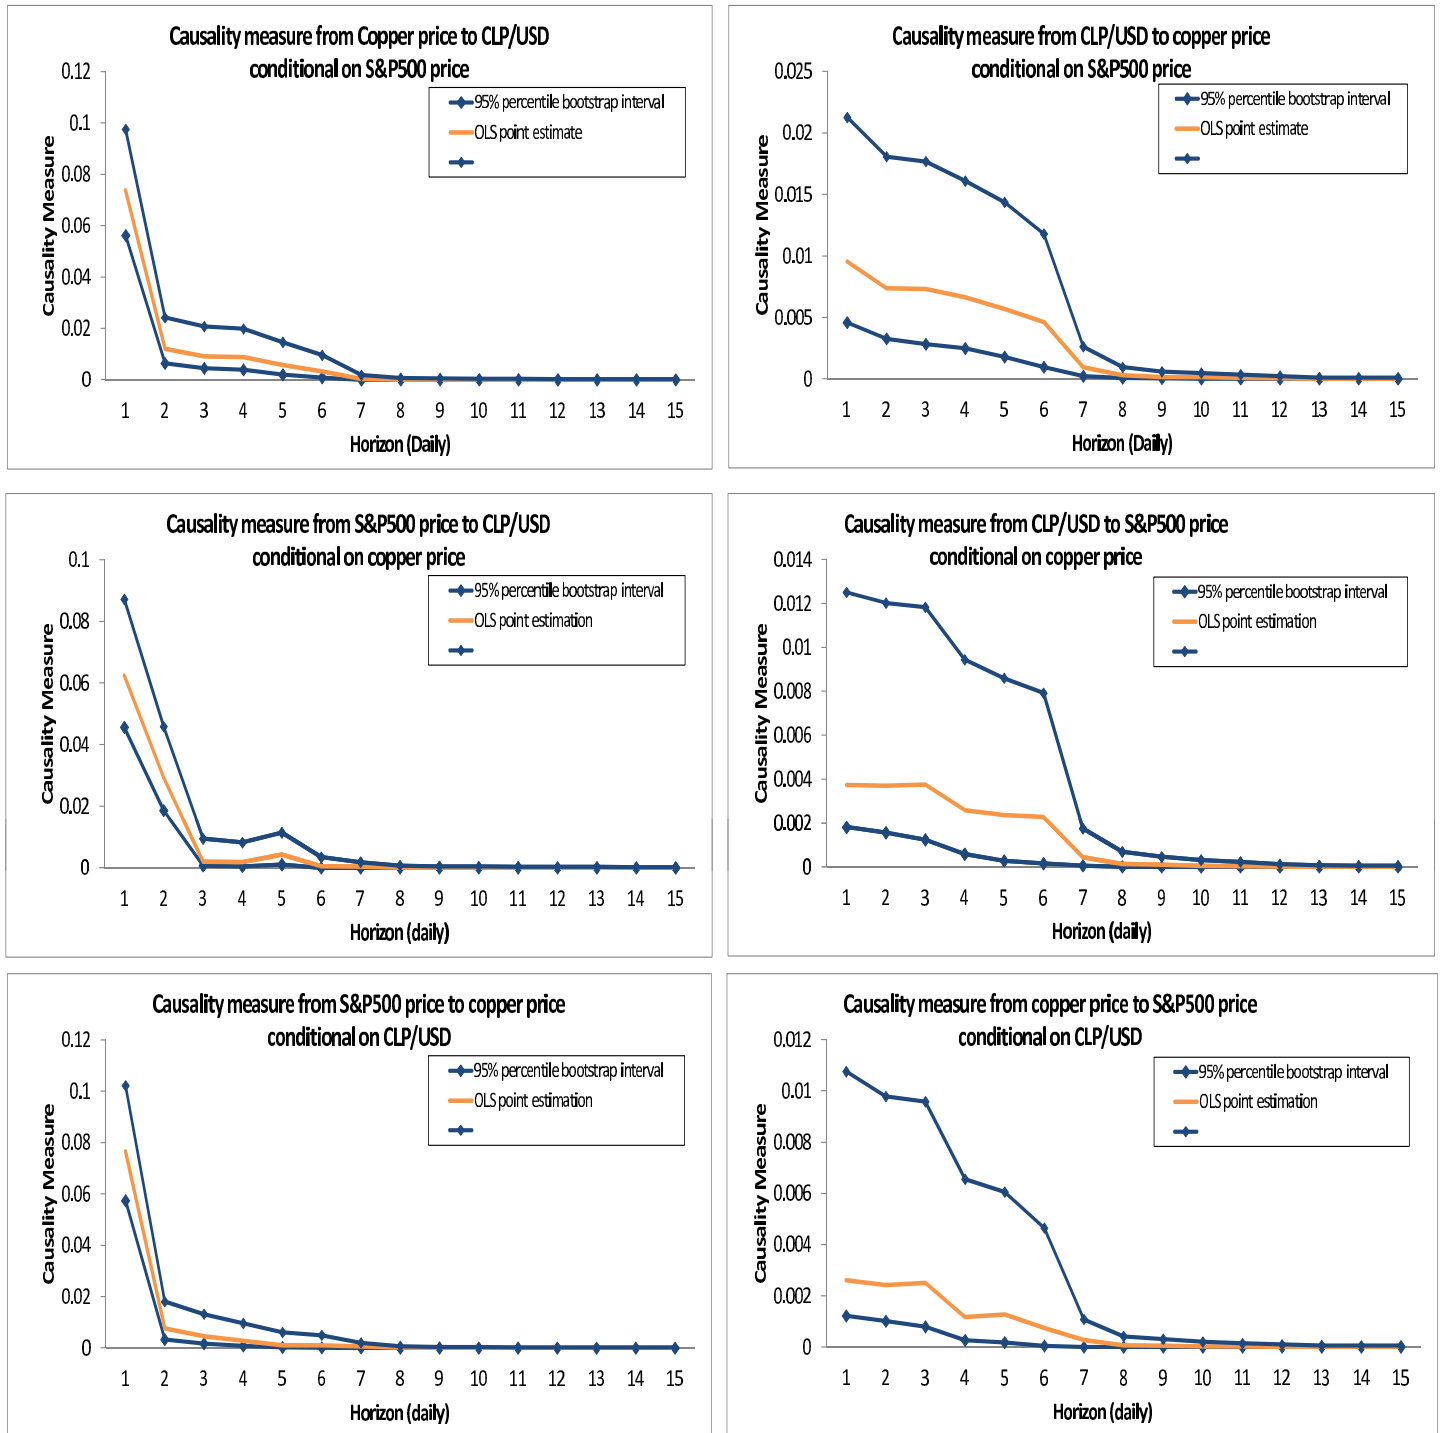 Causality measure from Copper price to CLP/USD
conditional on S&P500 price
0.12
0.1
0.08
0.06
0.04
0.02
0
Causality Measure
95% percentile bootstrap interval
OLS point estimate
1 2 3 4 5 6 7 8 9 10 11 12 13 14 15
Horizon (Daily)
Causality measure from CLP/USD to copper price
conditional on S&P500 price
0.025
0.02
0.015
0.01
0.005
0
Causality Measure
95% percentile bootstrap interval
OLS point estimate
1 2 3 4 5 6 7 8 9 10 11 12 13 14 15
Horizon (Daily)
Causality measure from S&P500 price to CLP/USD
conditional on copper price
0.1
0.08
0.06
0.04
0.02
0
Causality Measure
95% percentile bootstrap interval
OLS point estimation
1 2 3 4 5 6 7 8 9 10 11 12 13 14 15
Horizon (daily)
Causality measure from CLP/USD to S&P500 price
conditional on copper price
0.014
0.012
0.01
0.008
0.006
0.004
0.002
0
Causality Measure
95% percentile bootstrap interval
OLS point estimation
1 2 3 4 5 6 7 8 9 10 11 12 13 14 15
Horizon (daily)
Causality measure from S&P500 price to copper price
conditional on CLP/USD
0.12
0.1
0.08
0.06
0.04
0.02
0
Causality Measure
95% percentile bootstrap interval
OLS point estimation
1 2 3 4 5 6 7 8 9 10 11 12 13 14 15
Horizon (daily)
Causality measure from copper price to S&P500 price
conditional on CLP/USD
0.012
0.01
0.008
0.006
0.004
0.002
0
Causality Measure
95% percentile bootstrap interval
OLS point estimation
1 2 3 4 5 6 7 8 9 10 11 12 13 14 15
Horizon (daily)